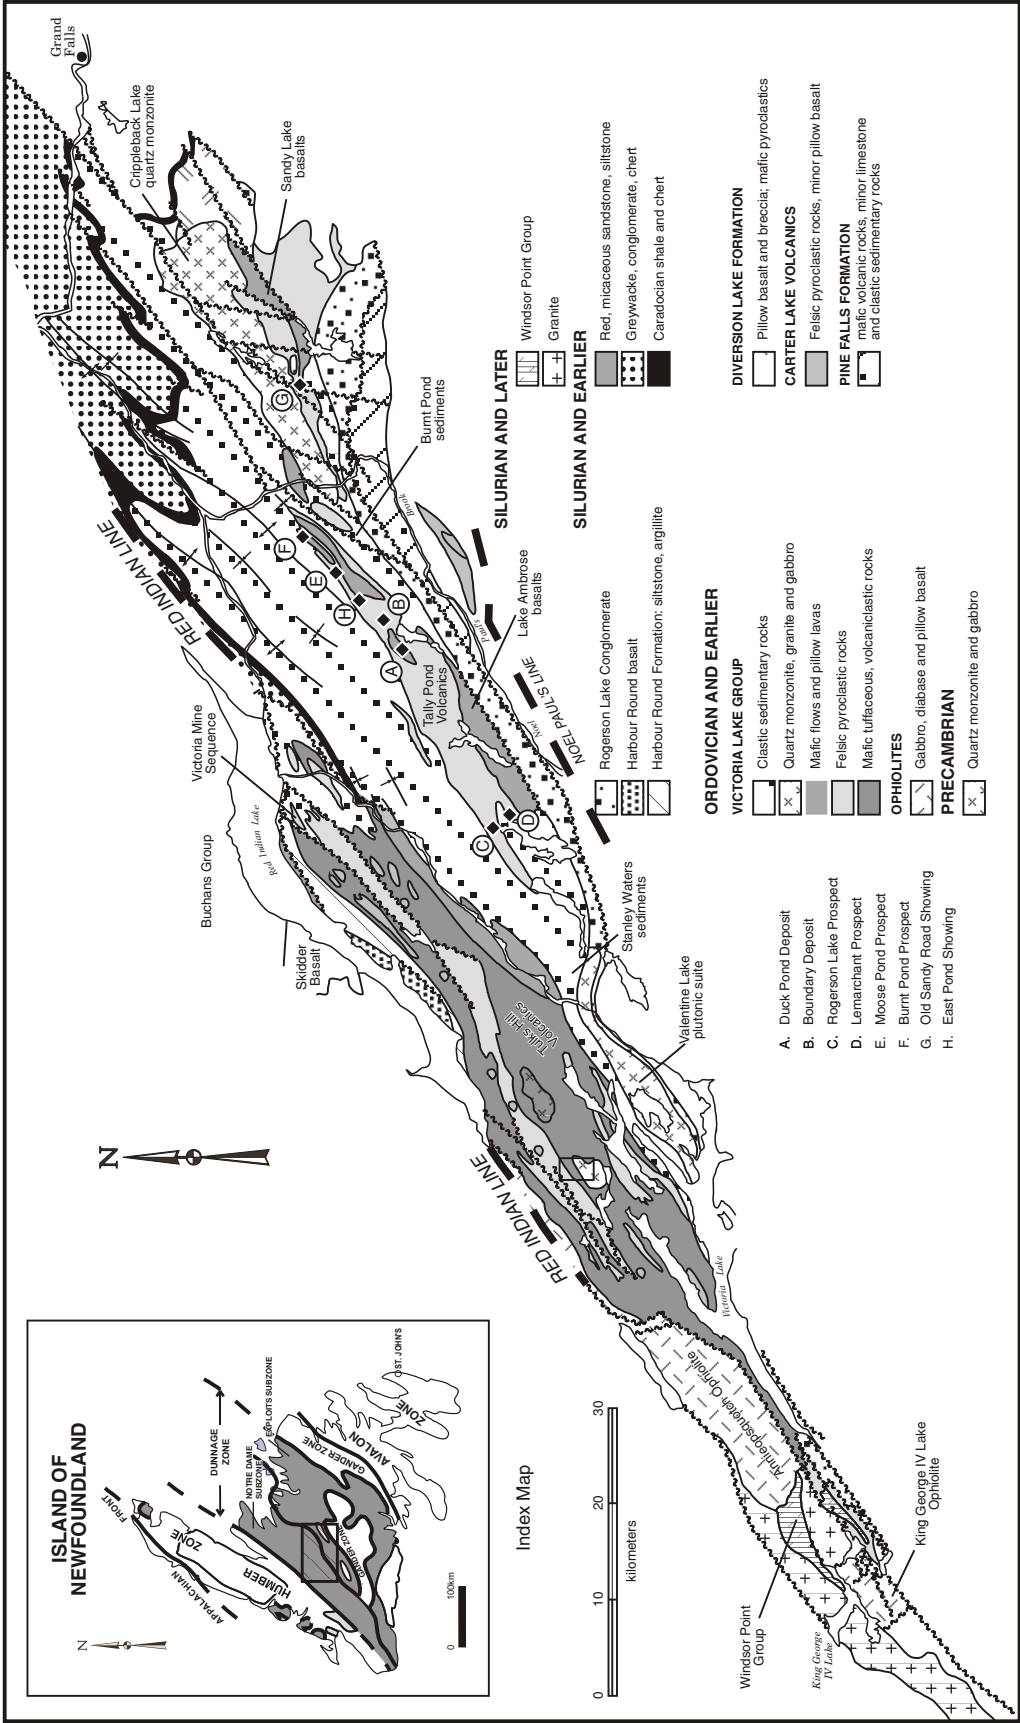 ISLAND OF
NEWFOUNDLAND
N
APPALACHIAN
FRONT
HUMBER
ZONE
DUNNAGE
ZONE
NOTRE DAME
SUBZONE
EXPLOITS SUBZONE
GANDER ZONE
GANDER ZONE
AVALON
ZONE
ST. JOHN'S
0
100km
Index Map
0
10
20
30
kilometers
N
Grand
Falls
Crippleback Lake
quartz monzonite
Sandy Lake
basalts
Burnt Pond
sediments
Lake Ambrose
basalts
Tally Pond
Volcanics
Victoria Mine
Sequence
Buchans Group
Red Indian Lake
Skidder
Basalt
Stanley Waters
sediments
Valentine Lake
plutonic suite
Tulks Hill
Volcanics
RED INDIAN LINE
RED INDIAN LINE
NOEL PAUL'S LINE
Noel
Paul's
Brook
Victoria Lake
Annieopsquotch Ophiolite
King George IV Lake
Ophiolite
Windsor Point
Group
King George
IV Lake
A
B
C
D
E
F
G
H
A. Duck Pond Deposit
B. Boundary Deposit
C. Rogerson Lake Prospect
D. Lemarchant Prospect
E. Moose Pond Prospect
F. Burnt Pond Prospect
G. Old Sandy Road Showing
H. East Pond Showing
SILURIAN AND LATER
Windsor Point Group
Granite
SILURIAN AND EARLIER
Red, micaceous sandstone, siltstone
Greywacke, conglomerate, chert
Caradocian shale and chert
Rogerson Lake Conglomerate
Harbour Round basalt
Harbour Round Formation: siltstone, argillite
ORDOVICIAN AND EARLIER
VICTORIA LAKE GROUP
Clastic sedimentary rocks
Quartz monzonite, granite and gabbro
Mafic flows and pillow lavas
Felsic pyroclastic rocks
Mafic tuffaceous, volcaniclastic rocks
OPHIOLITES
Gabbro, diabase and pillow basalt
PRECAMBRIAN
Quartz monzonite and gabbro
DIVERSION LAKE FORMATION
Pillow basalt and breccia; mafic pyroclastics
CARTER LAKE VOLCANICS
Felsic pyroclastic rocks, minor pillow basalt
PINE FALLS FORMATION
mafic volcanic rocks, minor limestone
and clastic sedimentary rocks